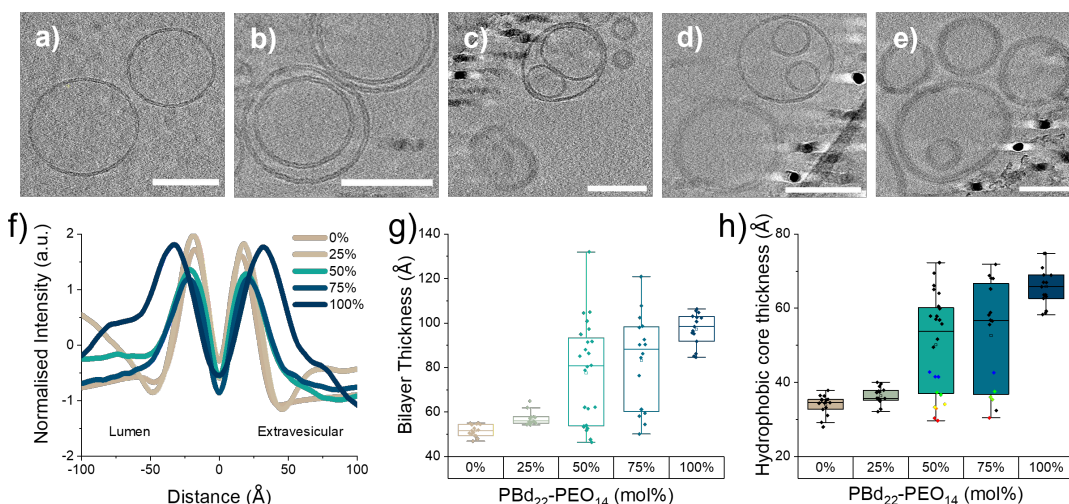 a)
b)
c)
d)
e)
f)
Normalised Intensity (a.u.)
2
1
0
-1
-2
0%
25%
50%
75%
100%
Lumen
Extravesicular
-100
-50
0
50
100
Distance (Å)
g)
Bilayer Thickness (Å)
140
120
100
80
60
40
0%
25%
50%
75%
100%
PBd₂₂-PEO₁₄ (mol%)
h)
Hydrophobic core thickness (Å)
80
60
40
20
0%
25%
50%
75%
100%
PBd₂₂-PEO₁₄ (mol%)